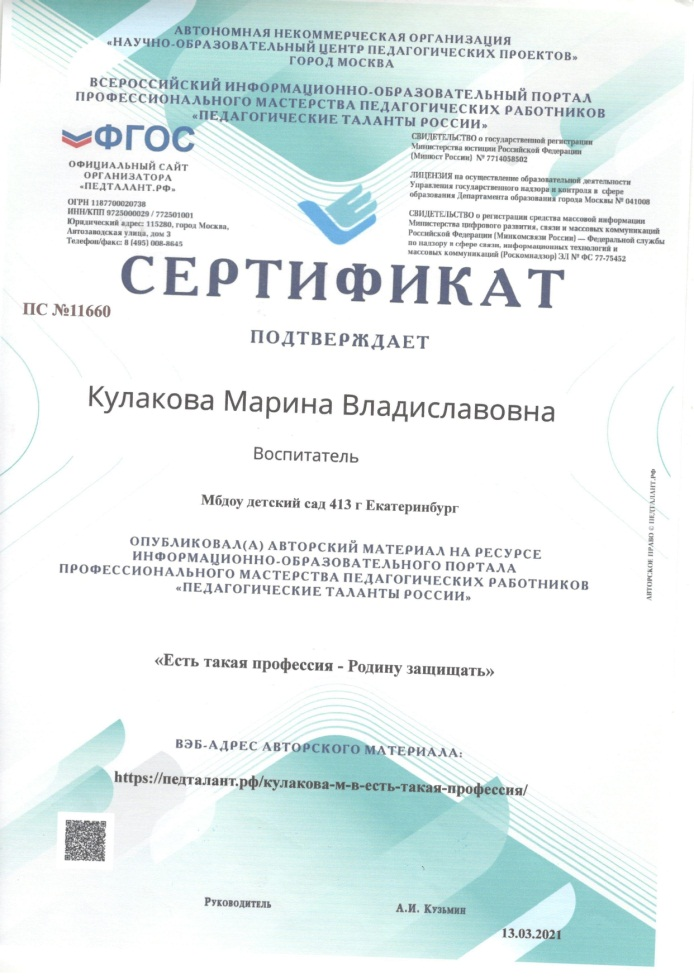 АВТОНОМНАЯ НЕКОММЕРЧЕСКАЯ ОРГАНИЗАЦИЯ
«НАУЧНО-ОБРАЗОВАТЕЛЬНЫЙ ЦЕНТР ПЕДАГОГИЧЕСКИХ ПРОЕКТОВ»
ГОРОД МОСКВА
ВСЕРОССИЙСКИЙ ИНФОРМАЦИОННО-ОБРАЗОВАТЕЛЬНЫЙ ПОРТАЛ
ПРОФЕССИОНАЛЬНОГО МАСТЕРСТВА ПЕДАГОГИЧЕСКИХ РАБОТНИКОВ
«ПЕДАГОГИЧЕСКИЕ ТАЛАНТЫ РОССИИ»
ФГОС
ОФИЦИАЛЬНЫЙ САЙТ
ОРГАНИЗАТОРА
«ПЕДТАЛАНТ.РФ»
ОГРН 1187700020738
ИНН/КПП 9725000029 / 772501001
Юридический адрес: 115280, город Москва,
Автозаводская улица, дом 3
Телефон/факс: 8 (495) 008-8645
СВИДЕТЕЛЬСТВО о государственной регистрации
Министерства юстиции Российской Федерации
(Минюст России) № 7714058502
ЛИЦЕНЗИЯ на осуществление образовательной деятельности
Управления государственного надзора и контроля в сфере
образования Департамента образования города Москвы № 041008
СВИДЕТЕЛЬСТВО о регистрации средства массовой информации
Министерства цифрового развития, связи и массовых коммуникаций
Российской Федерации (Минкомсвязи России) — Федеральной службы
по надзору в сфере связи, информационных технологий и
массовых коммуникаций (Роскомнадзор) ЭЛ № ФС 77-75452
СЕРТИФИКАТ
ПС №11660
ПОДТВЕРЖДАЕТ
Кулакова Марина Владиславовна
Воспитатель
Мбдоу детский сад 413 г Екатеринбург
ОПУБЛИКОВАЛ(А) АВТОРСКИЙ МАТЕРИАЛ НА РЕСУРСЕ
ИНФОРМАЦИОННО-ОБРАЗОВАТЕЛЬНОГО ПОРТАЛА
ПРОФЕССИОНАЛЬНОГО МАСТЕРСТВА ПЕДАГОГИЧЕСКИХ РАБОТНИКОВ
«ПЕДАГОГИЧЕСКИЕ ТАЛАНТЫ РОССИИ»
АВТОРСКОЕ ПРАВО © ПЕДТАЛАНТ.РФ
«Есть такая профессия - Родину защищать»
ВЭБ-АДРЕС АВТОРСКОГО МАТЕРИАЛА:
https://педталант.рф/кулакова-м-в-есть-такая-профессия/
Руководитель
А.И. Кузьмин
13.03.2021